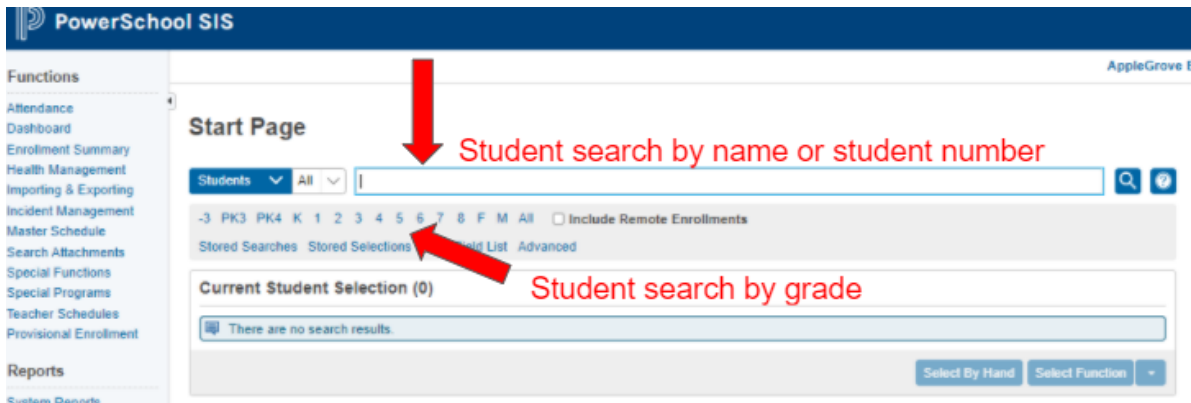 PowerSchool SIS
AppleGrove E
Functions
Attendance
Dashboard
Enrollment Summary
Health Management
Importing & Exporting
Incident Management
Master Schedule
Search Attachments
Special Functions
Special Programs
Teacher Schedules
Provisional Enrollment
Reports
System Reports
Start Page
Student search by name or student number
Students All
-3 PK3 PK4 K 1 2 3 4 5 6 7 8 F M All Include Remote Enrollments
Stored Searches Stored Selections Field List Advanced
Student search by grade
Current Student Selection (0)
There are no search results.
Select By Hand Select Function